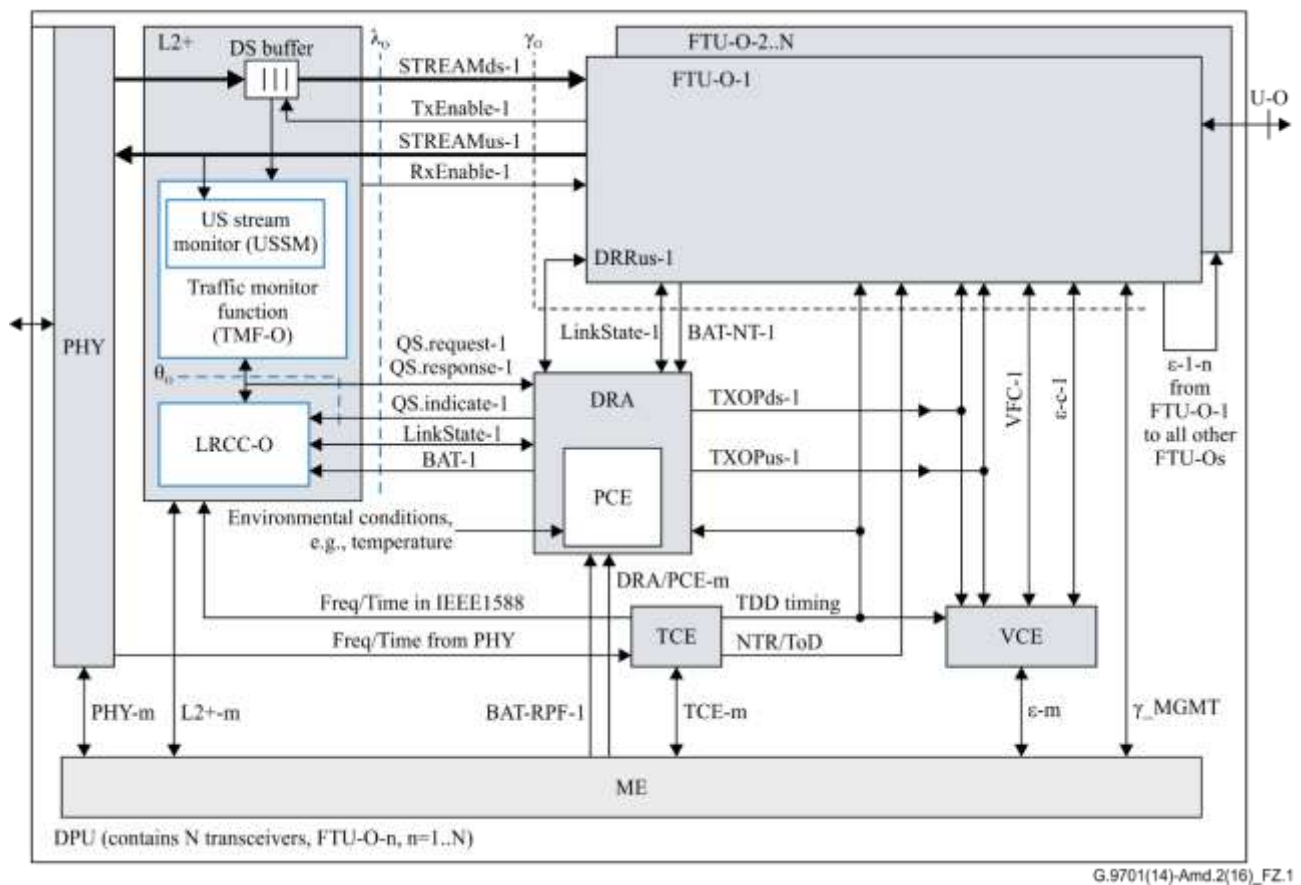 L2+
DS buffer
λO
γO
FTU-O-2..N
FTU-O-1
STREAMds-1
TxEnable-1
STREAMus-1
RxEnable-1
U-O
US stream
monitor (USSM)
Traffic monitor
function
(TMF-O)
PHY
DRRus-1
LinkState-1
BAT-NT-1
QS.request-1
QS.response-1
θO
QS.indicate-1
LinkState-1
BAT-1
LRCC-O
DRA
PCE
TXOPds-1
TXOPus-1
VFC-1
ε-c-1
ε-1-n
from
FTU-O-1
to all other
FTU-Os
Environmental conditions,
e.g., temperature
DRA/PCE-m
Freq/Time in IEEE1588
TDD timing
TCE
VCE
Freq/Time from PHY
NTR/ToD
PHY-m
L2+-m
BAT-RPF-1
TCE-m
ε-m
γ_MGMT
ME
DPU (contains N transceivers, FTU-O-n, n=1..N)
G.9701(14)-Amd.2(16)_FZ.1